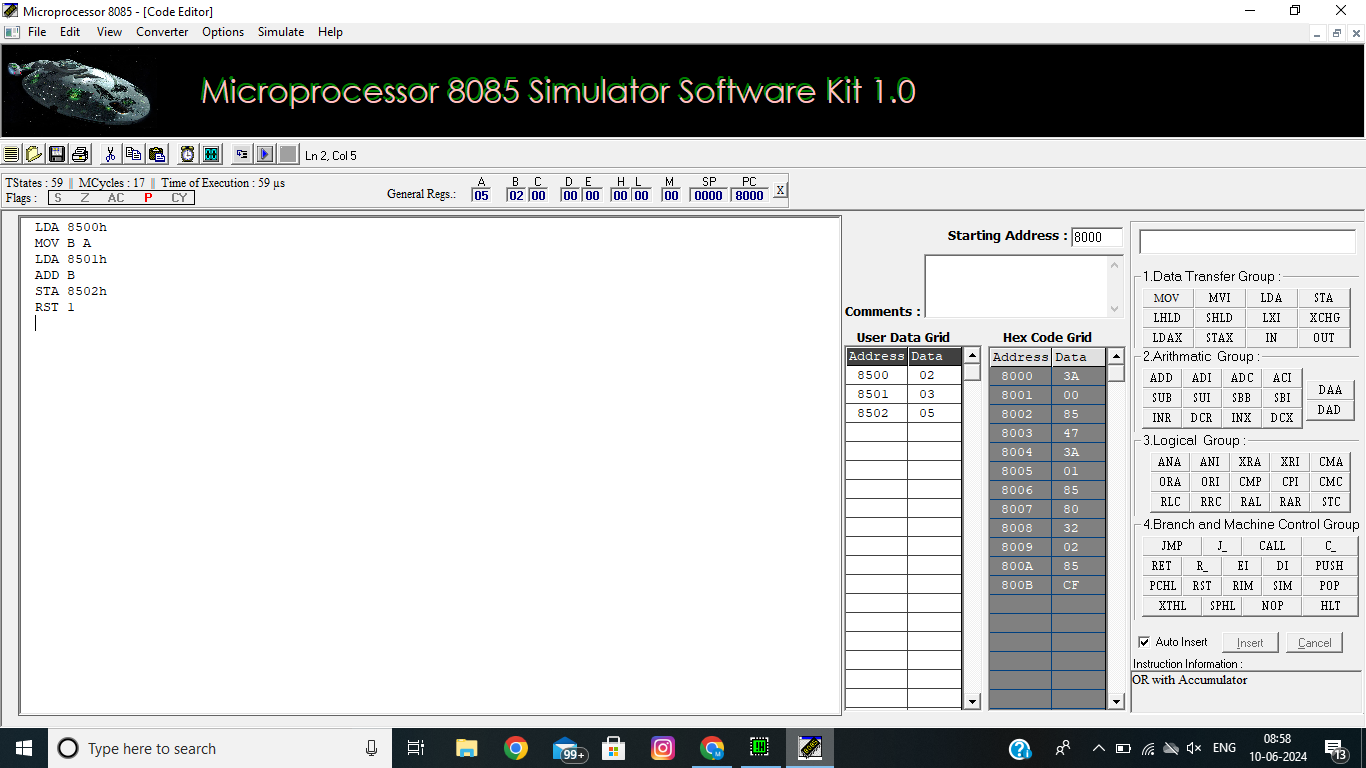 Microprocessor 8085 - [Code Editor]
File Edit View Converter Options Simulate Help
Microprocessor 8085 Simulator Software Kit 1.0
Ln 2, Col 5
TStates : 59 MCycles : 17 Time of Execution : 59 µs
Flags : S Z AC P CY
General Regs.:
A B C D E H L M SP PC
05 02 00 00 00 00 00 00 0000 8000 X
LDA 8500h
MOV B A
LDA 8501h
ADD B
STA 8502h
RST 1
Starting Address : 8000
Comments :
User Data Grid
Address Data
8500 02
8501 03
8502 05
Hex Code Grid
Address Data
8000 3A
8001 00
8002 85
8003 47
8004 3A
8005 01
8006 85
8007 80
8008 32
8009 02
800A 85
800B CF
1.Data Transfer Group :
MOV MVI LDA STA
LHLD SHLD LXI XCHG
LDAX STAX IN OUT
2.Arithmatic Group :
ADD ADI ADC ACI
SUB SUI SBB SBI
INR DCR INX DCX
DAA
DAD
3.Logical Group :
ANA ANI XRA XRI CMA
ORA ORI CMP CPI CMC
RLC RRC RAL RAR STC
4.Branch and Machine Control Group
JMP J_ CALL C_
RET R_ EI DI PUSH
PCHL RST RIM SIM POP
XTHL SPHL NOP HLT
Auto Insert Insert Cancel
Instruction Information :
OR with Accumulator
Type here to search
99+
ENG
08:58
10-06-2024
13